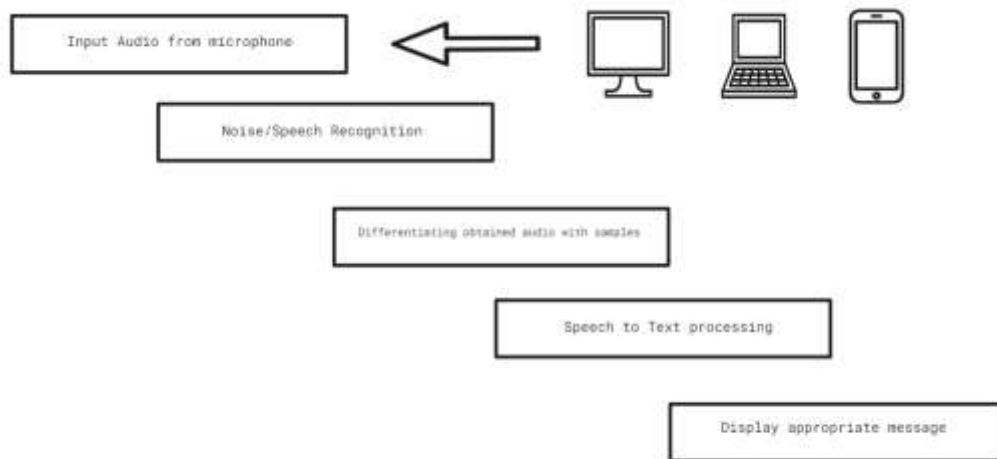 Input Audio from microphone
Noise/Speech Recognition
Differentiating obtained audio with samples
Speech to Text processing
Display appropriate message